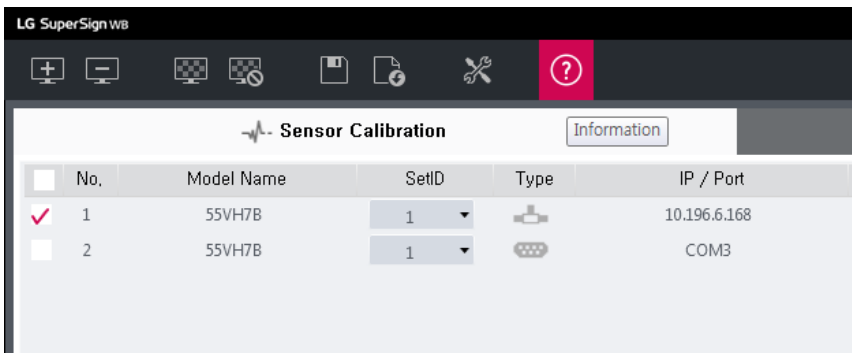 LG SuperSign WB
?
Sensor Calibration Information
No. Model Name SetID Type IP / Port
1 55VH7B 1 10.196.6.168
2 55VH7B 1 COM3